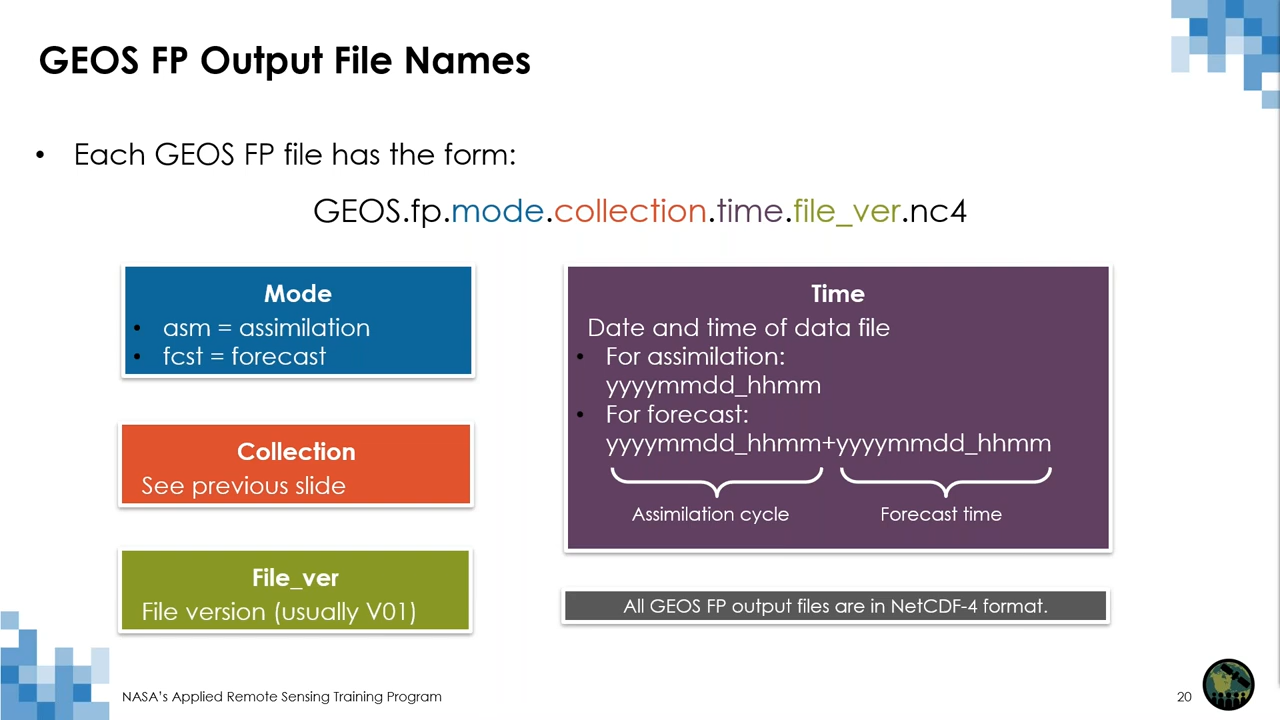 GEOS FP Output File Names
• Each GEOS FP file has the form:
GEOS.fp.mode.collection.time.file_ver.nc4
Mode
• asm = assimilation
• fcst = forecast
Collection
See previous slide
File_ver
File version (usually V01)
Time
Date and time of data file
• For assimilation:
yyyymmdd_hhmm
• For forecast:
yyyymmdd_hhmm+yyyymmdd_hhmm
Assimilation cycle Forecast time
All GEOS FP output files are in NetCDF-4 format.
NASA's Applied Remote Sensing Training Program
20